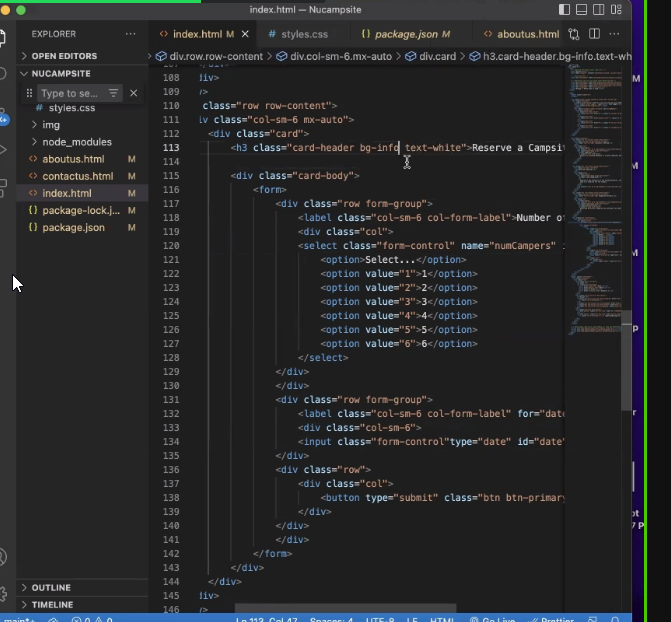 index.html — Nucampsite
EXPLORER
index.html M
styles.css
package.json M
aboutus.html
div.row.row-content > div.col-sm-6.mx-auto > div.card > h3.card-header.bg-info.text-wh
OPEN EDITORS
NUCAMPSITE
Type to se...
styles.css
img
node_modules
aboutus.html M
contactus.html M
index.html M
package-lock.j... M
package.json M
OUTLINE
TIMELINE
108 div>
109 />
110 class="row row-content">
111 iv class="col-sm-6 mx-auto">
112 <div class="card">
113 <h3 class="card-header bg-info text-white">Reserve a Campsit
114
115 <div class="card-body">
116 <form>
117 <div class="row form-group">
118 <label class="col-sm-6 col-form-label">Number of
119 <div class="col">
120 <select class="form-control" name="numCampers"
121 <option>Select...</option>
122 <option value="1">1</option>
123 <option value="2">2</option>
124 <option value="3">3</option>
125 <option value="4">4</option>
126 <option value="5">5</option>
127 <option value="6">6</option>
128 </select>
129 </div>
130 </div>
131 <div class="row form-group">
132 <label class="col-sm-6 col-form-label" for="date
133 <div class="col-sm-6">
134 <input class="form-control"type="date" id="date"
135 </div>
136 <div class="row">
137 <div class="col">
138 <button type="submit" class="btn btn-primary
139 </div>
140 </div>
141 </div>
142 </form>
143 </div>
144 </div>
145 div>
146 />
main* 0 0 Ln 113, Col 47 Spaces: 4 UTF-8 LF HTML Go Live Prettier